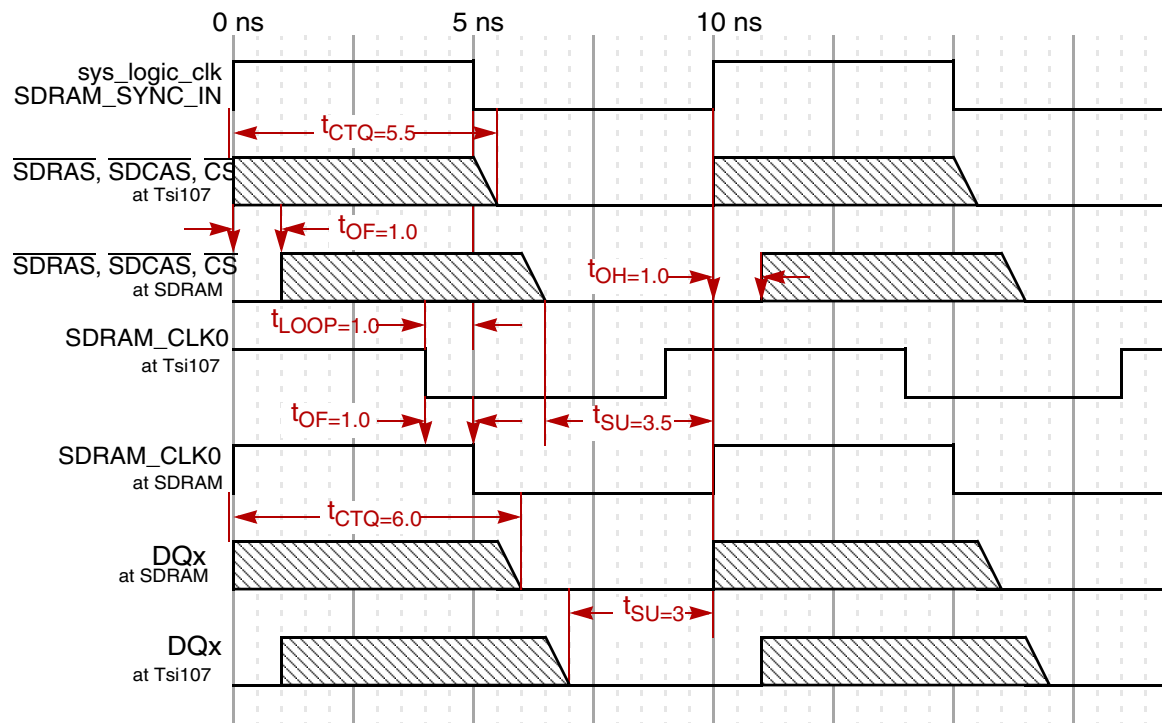 0 ns 5 ns 10 ns
sys_logic_clk
SDRAM_SYNC_IN
tCTQ=5.5
SDRAS, SDCAS, CS
at Tsi107
tOF=1.0
SDRAS, SDCAS, CS
at SDRAM
tOH=1.0
tLOOP=1.0
SDRAM_CLK0
at Tsi107
tOF=1.0
tSU=3.5
SDRAM_CLK0
at SDRAM
tCTQ=6.0
DQx
at SDRAM
tSU=3
DQx
at Tsi107